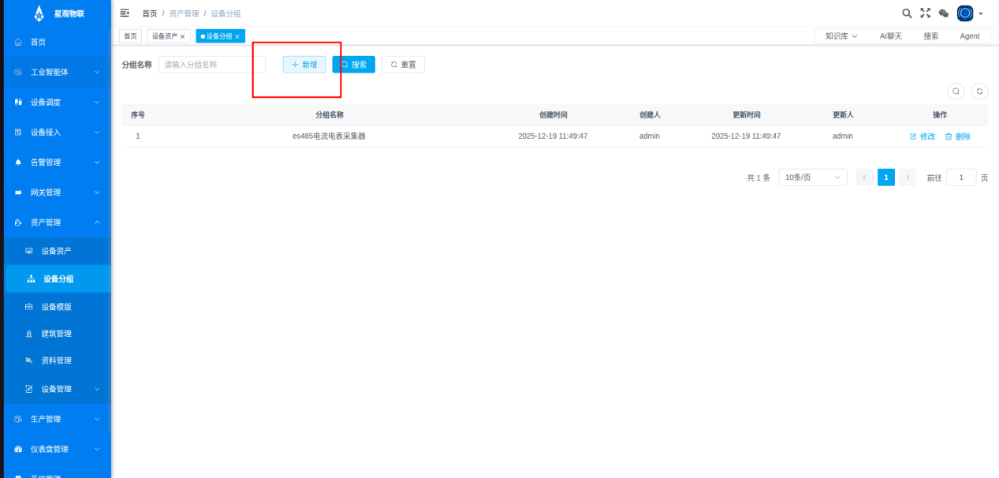 星观物联
首页 / 资产管理 / 设备分组
首页
设备资产
设备分组
知识库
AI聊天
搜索
Agent
首页
工业智能体
设备调度
设备接入
告警管理
网关管理
资产管理
设备资产
设备分组
设备模版
建筑管理
资料管理
设备管理
生产管理
仪表盘管理
系统管理
分组名称 请输入分组名称 新增 搜索 重置
序号 分组名称 创建时间 创建人 更新时间 更新人 操作
1 es485电流电表采集器 2025-12-19 11:49:47 admin 2025-12-19 11:49:47 admin 修改 删除
共 1 条 10条/页 1 前往 1 页